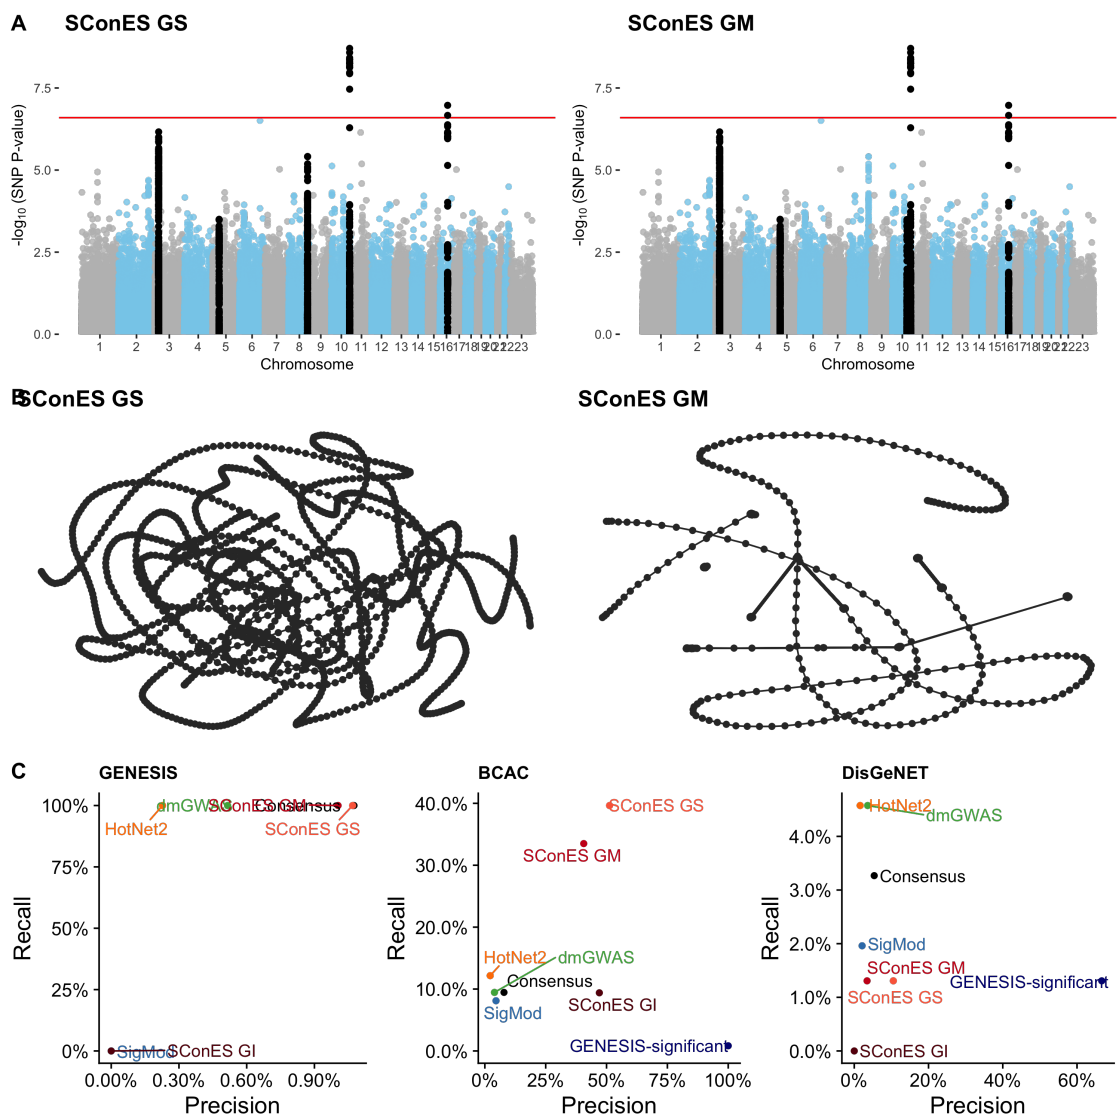 A
SConES GS
SConES GM
-log10 (SNP P-value)
7.5
5.0
2.5
0.0
1 2 3 4 5 6 7 8 9 10 11 12 13 14 15 16 17 18 19 20 21 22 23
Chromosome
-log10 (SNP P-value)
7.5
5.0
2.5
0.0
1 2 3 4 5 6 7 8 9 10 11 12 13 14 15 16 17 18 19 20 21 22 23
Chromosome
B
SConES GS
SConES GM
C
GENESIS
Recall
100%
75%
50%
25%
0%
dmGWAS
SConES GM
Consensus
HotNet2
SConES GS
SigMod
SConES GI
0.00% 0.30% 0.60% 0.90%
Precision
BCAC
Recall
40.0%
30.0%
20.0%
10.0%
0.0%
SConES GS
SConES GM
HotNet2
dmGWAS
Consensus
SigMod
SConES GI
GENESIS-significant
0% 25% 50% 75% 100%
Precision
DisGeNET
Recall
4.0%
3.0%
2.0%
1.0%
0.0%
HotNet2
dmGWAS
Consensus
SigMod
SConES GM
GENESIS-significant
SConES GS
SConES GI
0% 20% 40% 60%
Precision